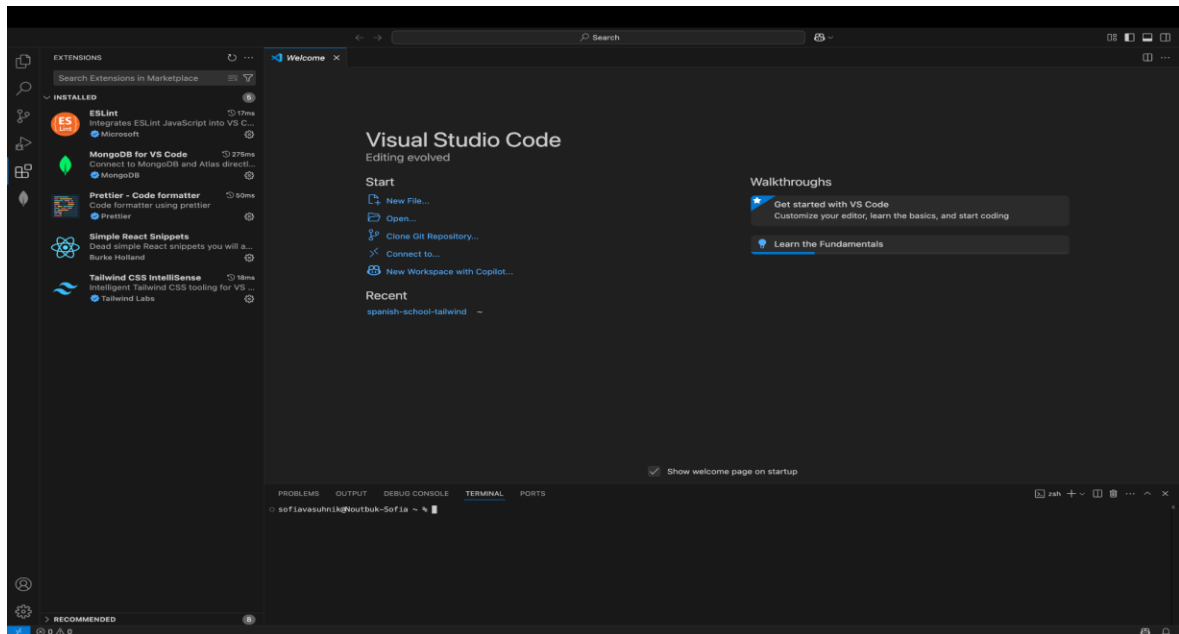 Search
EXTENSIONS
Welcome
Search Extensions in Marketplace
INSTALLED
5
ESLint 17ms
Integrates ESLint JavaScript into VS C...
Microsoft
MongoDB for VS Code 275ms
Connect to MongoDB and Atlas directl...
MongoDB
Prettier - Code formatter 50ms
Code formatter using prettier
Prettier
Simple React Snippets
Dead simple React snippets you will a...
Burke Holland
Tailwind CSS IntelliSense 18ms
Intelligent Tailwind CSS tooling for VS ...
Tailwind Labs
RECOMMENDED
8
Visual Studio Code
Editing evolved
Start
New File...
Open...
Clone Git Repository...
Connect to...
New Workspace with Copilot...
Recent
spanish-school-tailwind ~
Walkthroughs
Get started with VS Code
Customize your editor, learn the basics, and start coding
Learn the Fundamentals
Show welcome page on startup
PROBLEMS OUTPUT DEBUG CONSOLE TERMINAL PORTS
zsh
sofiavasuhnik@Noutbuk-Sofia ~ %
0 0